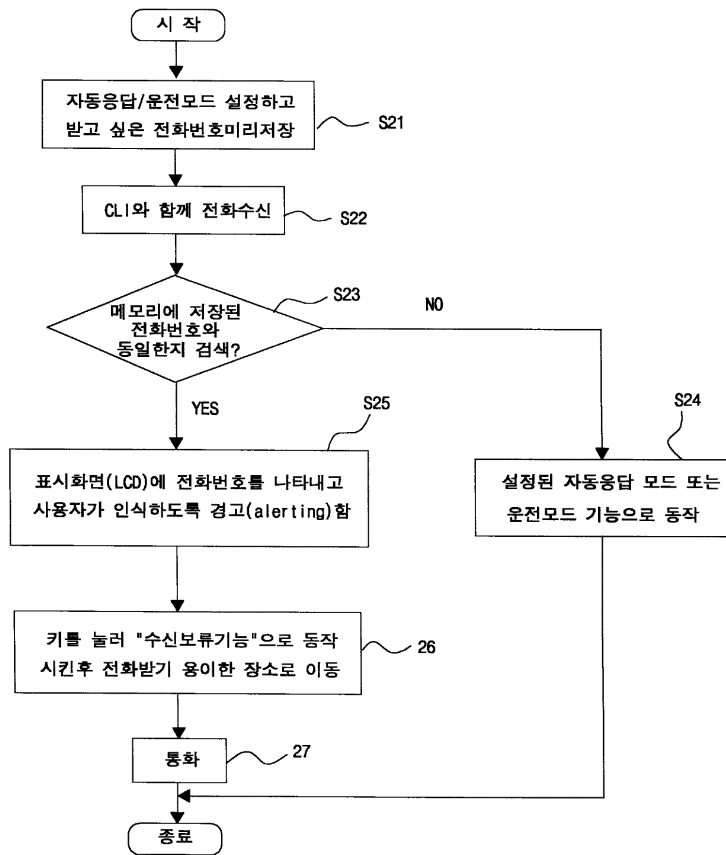 시 작
자동응답/운전모드 설정하고
받고 싶은 전화번호미리저장
S21
CLI와 함께 전화수신
S22
S23
메모리에 저장된
전화번호와
동일한지 검색?
NO
YES
S25
S24
표시화면(LCD)에 전화번호를 나타내고
사용자가 인식하도록 경고(alerting)함
설정된 자동응답 모드 또는
운전모드 기능으로 동작
키를 눌러 "수신보류기능"으로 동작
시킨후 전화받기 용이한 장소로 이동
26
통화
27
종료